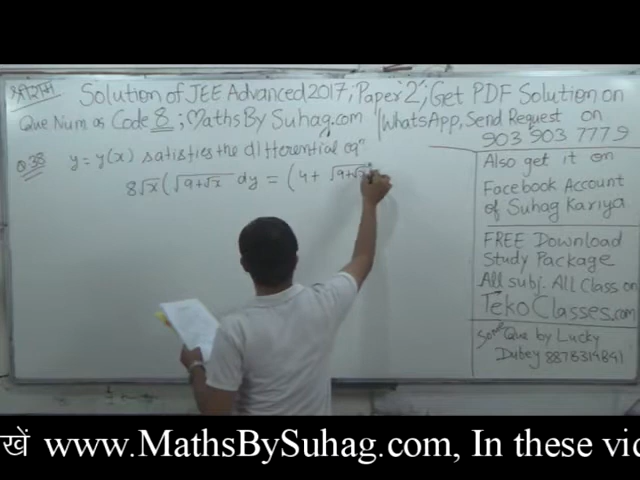 श्री राम
Solution of JEE Advanced 2017, Paper '2', Get PDF Solution on
Que Num as Code 8 ; MathsBySuhag.com | WhatsApp, Send Request on
903 903 7779
Q.38 y = y(x) satisfies the differential eqn
8√x (√9+√x dy = (4+ √9+√x
Also get it on
Facebook Account
of Suhag Kariya
FREE Download
Study Package
All subj. All Class on
TekoClasses.com
Soln Que by Lucky
Dubey 8878319891
खें www.MathsBySuhag.com, In these vid